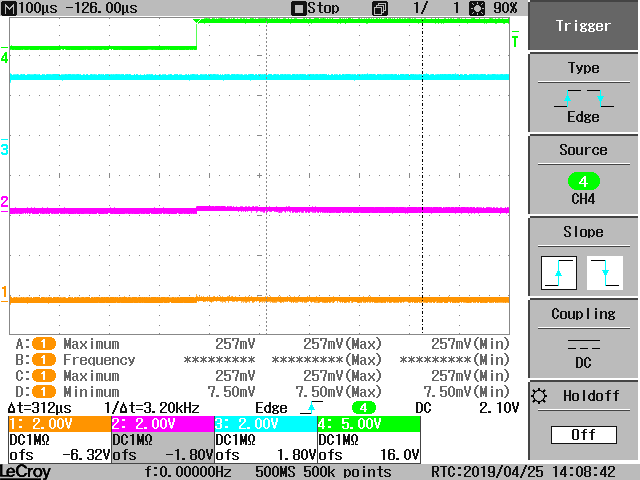 M 100µs -126.00µs Stop 1/ 1 90%
Trigger
4
T
Type
Edge
3
Source
4
CH4
2
Slope
1
Coupling
DC
A: 1 Maximum 257mV 257mV(Max) 257mV(Min)
B: 1 Frequency ********* *********(Max) *********(Min)
C: 1 Maximum 257mV 257mV(Max) 257mV(Min)
D: 1 Minimum 7.50mV 7.50mV(Max) 7.50mV(Min)
Holdoff
Off
Δt=312µs 1/Δt=3.20kHz Edge 4 DC 2.10V
1: 2.00V 2: 2.00V 3: 2.00V 4: 5.00V
DC1MΩ DC1MΩ DC1MΩ DC1MΩ
ofs -6.32V ofs -1.80V ofs 1.80V ofs 16.0V
LeCroy f:0.00000Hz 500MS 500k points RTC:2019/04/25 14:08:42